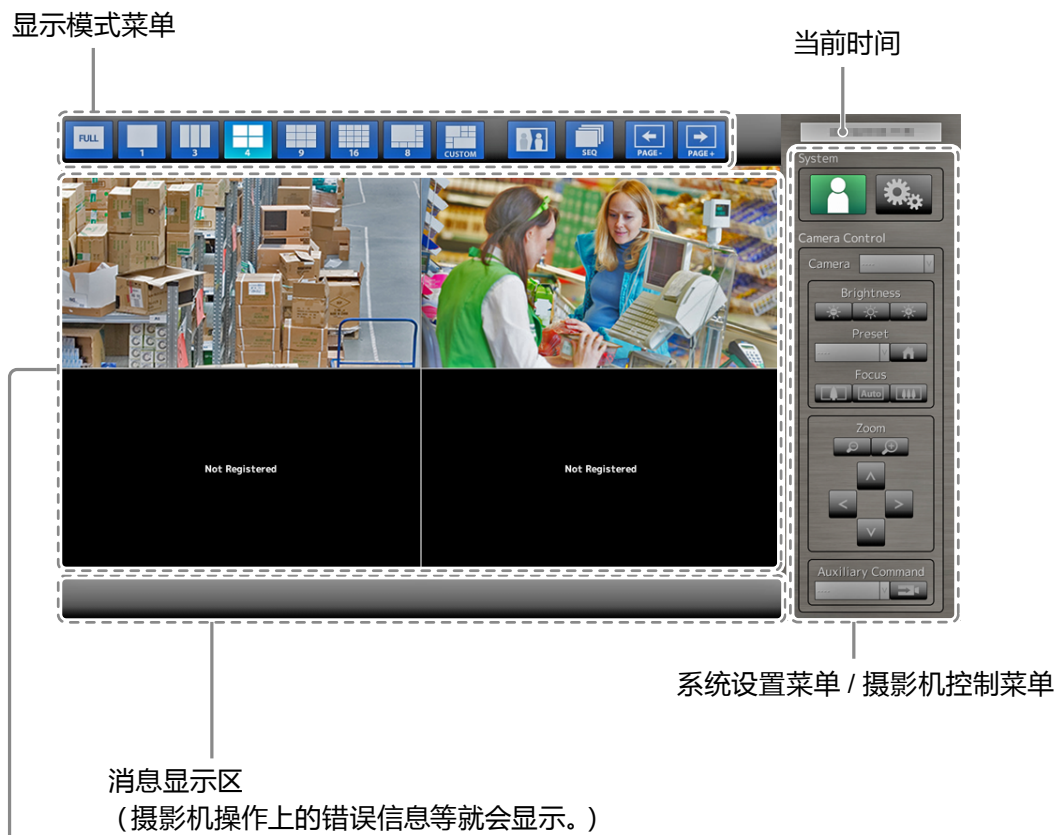 显示模式菜单
当前时间
FULL
1
3
4
9
16
8
CUSTOM
SEQ
PAGE -
PAGE +
System
Camera Control
Camera
Brightness
Preset
Focus
Auto
Zoom
Not Registered
Not Registered
Auxiliary Command
系统设置菜单 / 摄影机控制菜单
消息显示区
（摄影机操作上的错误信息等就会显示。）